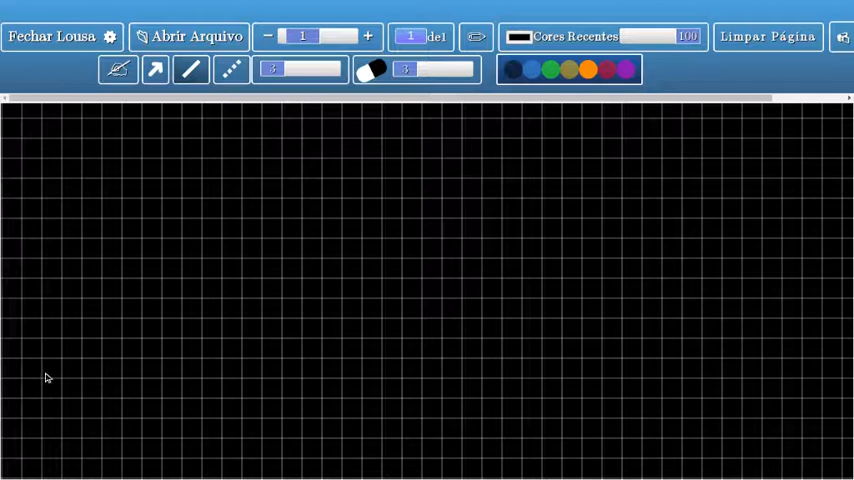 Fechar Lousa Abrir Arquivo − 1 + 1 de1 Cores Recentes 100 Limpar Página
3 3